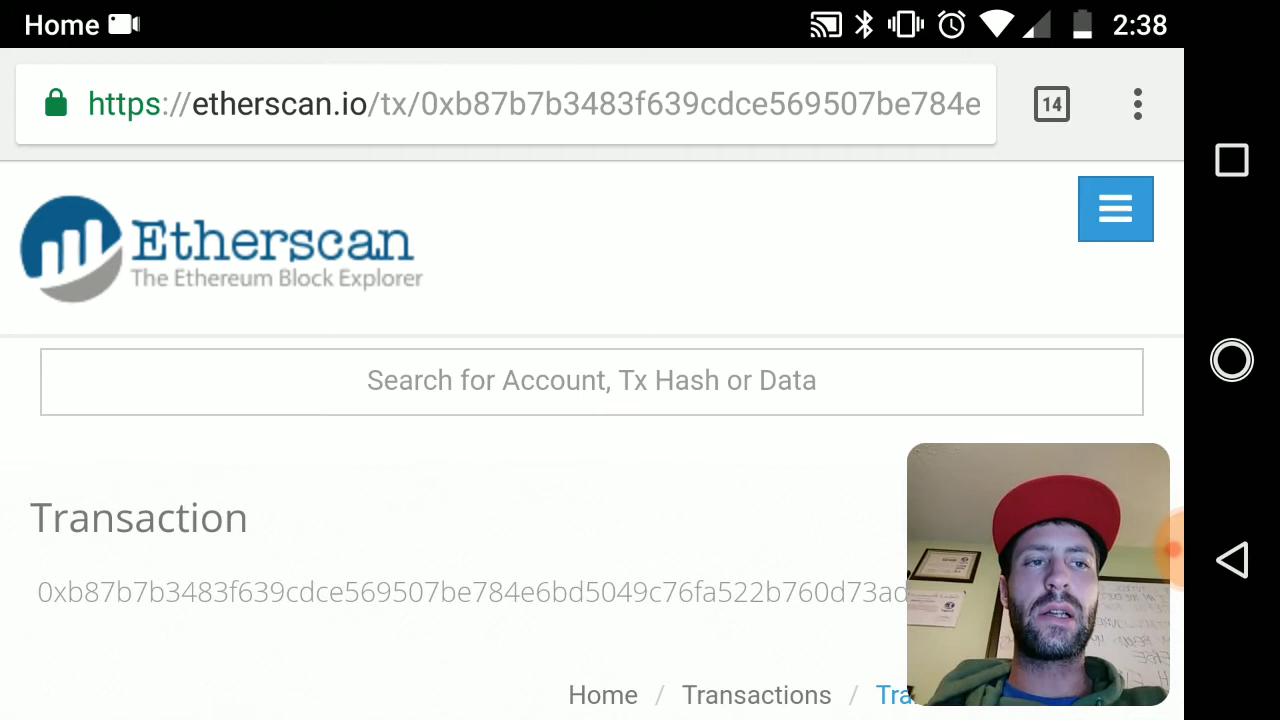 Home 2:38
https://etherscan.io/tx/0xb87b7b3483f639cdce569507be784e
14
Etherscan
The Ethereum Block Explorer
Search for Account, Tx Hash or Data
Transaction
0xb87b7b3483f639cdce569507be784e6bd5049c76fa522b760d73ad
Home / Transactions / Tra